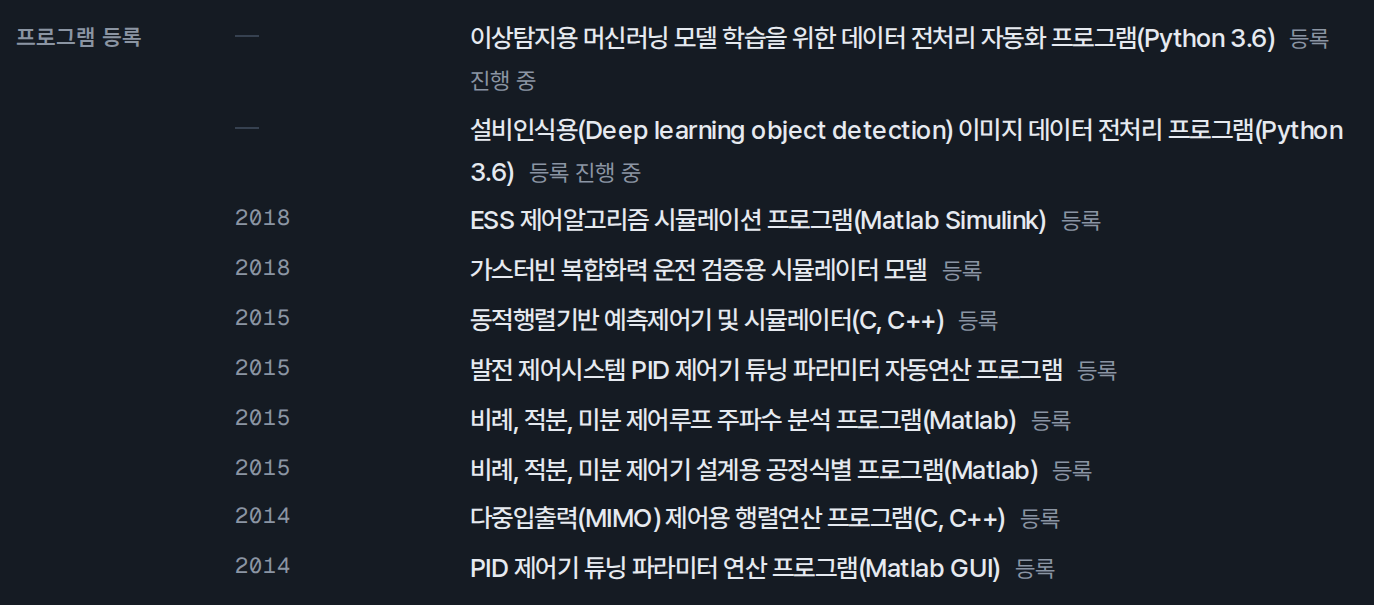 프로그램 등록 — 이상탐지용 머신러닝 모델 학습을 위한 데이터 전처리 자동화 프로그램(Python 3.6) 등록
진행 중
— 설비인식용(Deep learning object detection) 이미지 데이터 전처리 프로그램(Python
3.6) 등록 진행 중
2018 ESS 제어알고리즘 시뮬레이션 프로그램(Matlab Simulink) 등록
2018 가스터빈 복합화력 운전 검증용 시뮬레이터 모델 등록
2015 동적행렬기반 예측제어기 및 시뮬레이터(C, C++) 등록
2015 발전 제어시스템 PID 제어기 튜닝 파라미터 자동연산 프로그램 등록
2015 비례, 적분, 미분 제어루프 주파수 분석 프로그램(Matlab) 등록
2015 비례, 적분, 미분 제어기 설계용 공정식별 프로그램(Matlab) 등록
2014 다중입출력(MIMO) 제어용 행렬연산 프로그램(C, C++) 등록
2014 PID 제어기 튜닝 파라미터 연산 프로그램(Matlab GUI) 등록